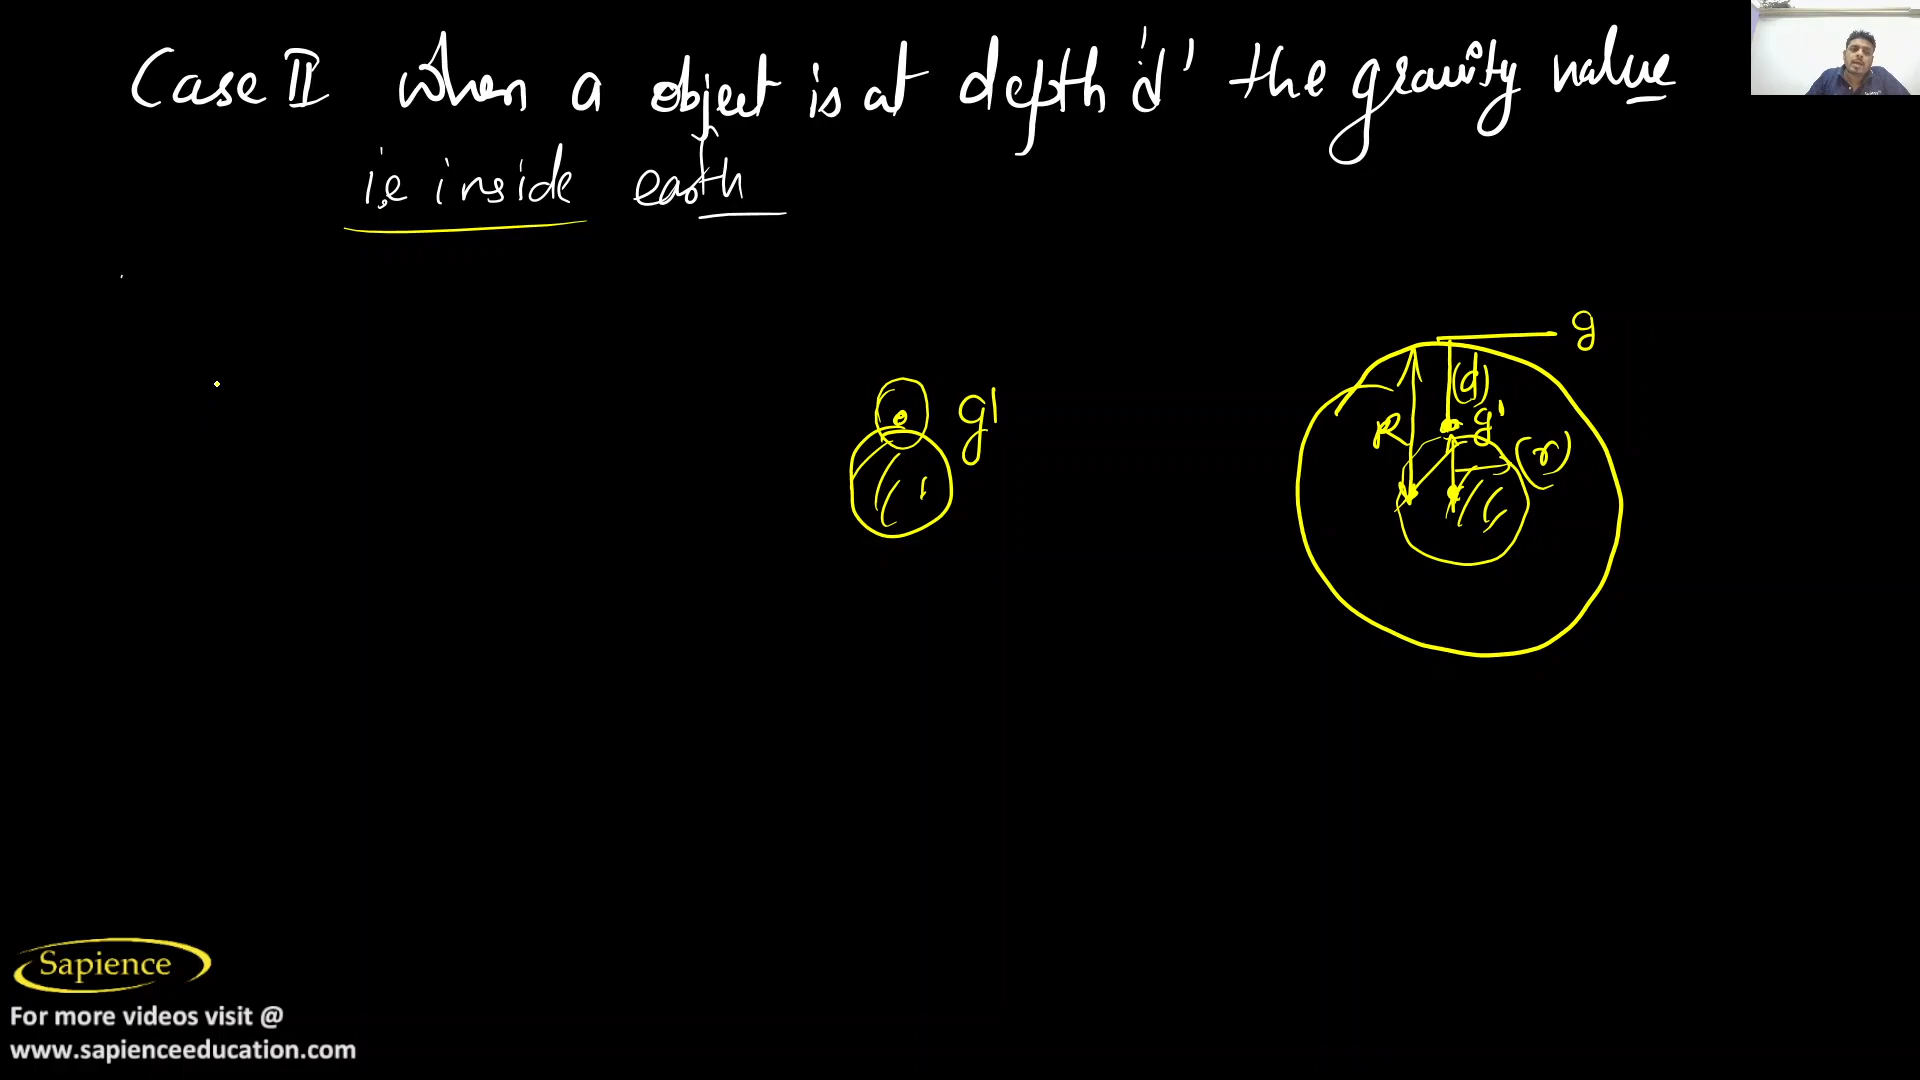 Case II when a object is at depth 'd' the gravity value
i.e inside earth
g
(d)
g' R g'
(r)
Sapience
For more videos visit @
www.sapienceeducation.com